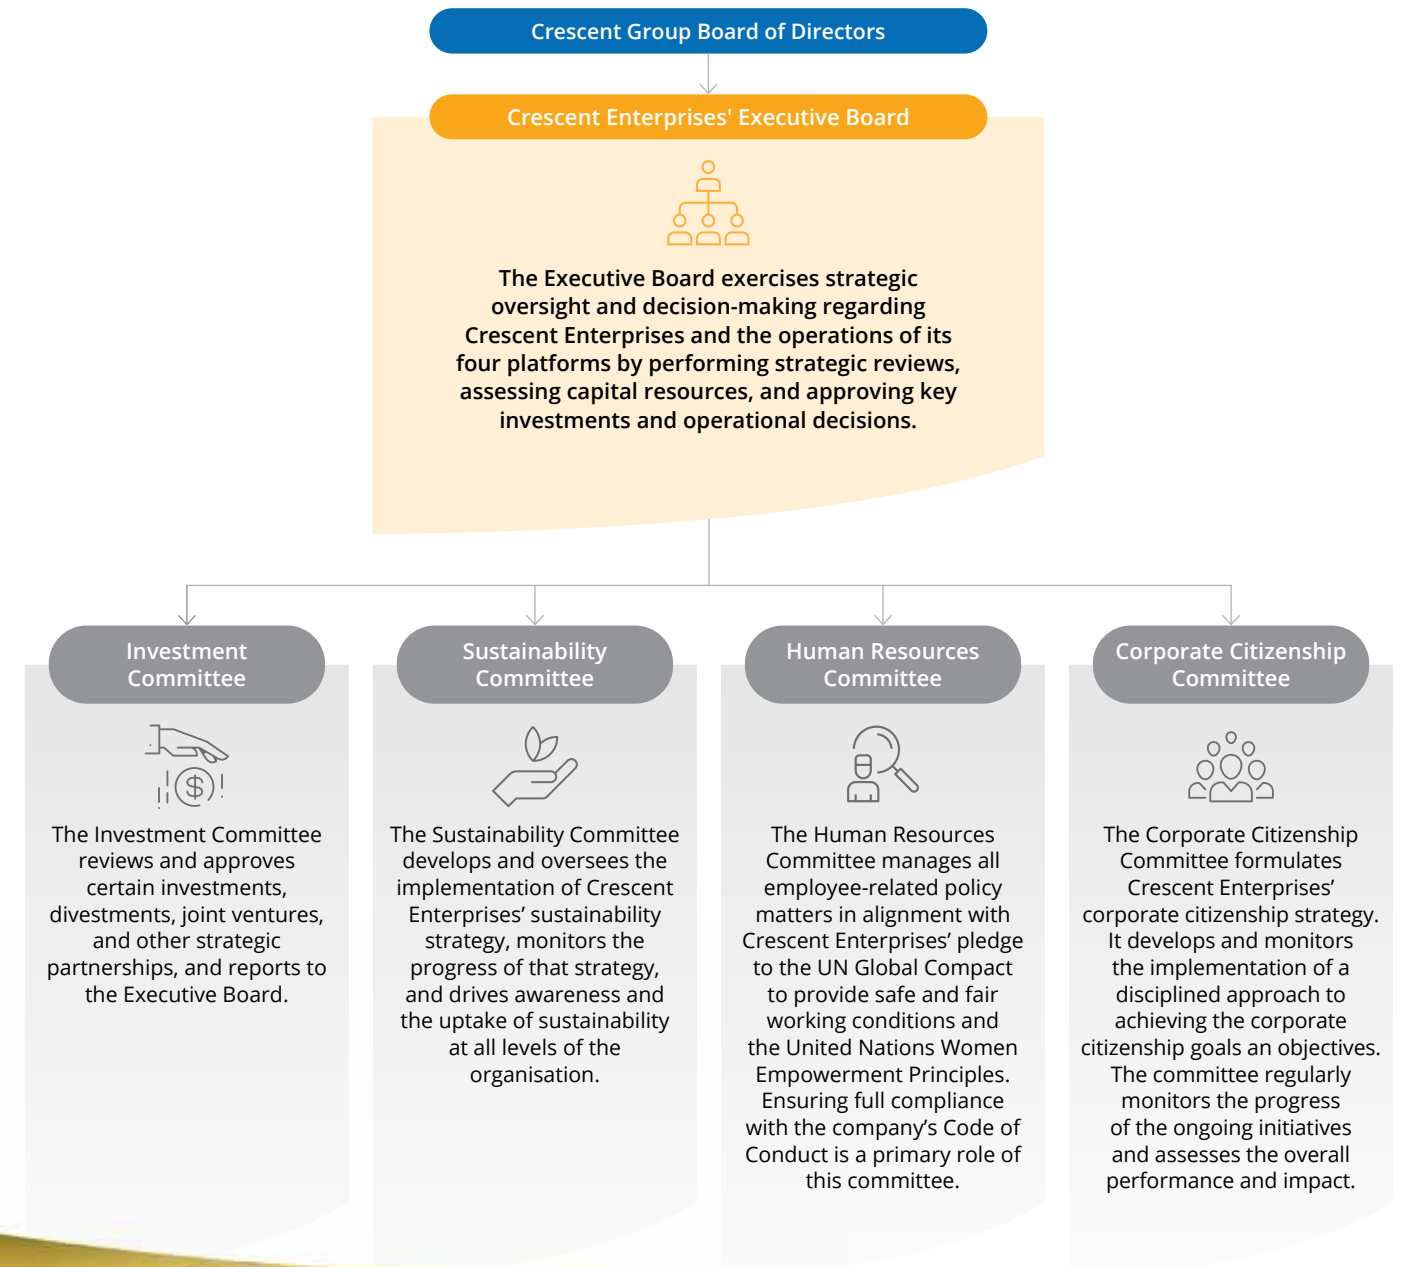 Crescent Group Board of Directors
Crescent Enterprises' Executive Board
The Executive Board exercises strategic
oversight and decision-making regarding
Crescent Enterprises and the operations of its
four platforms by performing strategic reviews,
assessing capital resources, and approving key
investments and operational decisions.
Investment
Committee
The Investment Committee
reviews and approves
certain investments,
divestments, joint ventures,
and other strategic
partnerships, and reports to
the Executive Board.
Sustainability
Committee
The Sustainability Committee
develops and oversees the
implementation of Crescent
Enterprises’ sustainability
strategy, monitors the
progress of that strategy,
and drives awareness and
the uptake of sustainability
at all levels of the
organisation.
Human Resources
Committee
The Human Resources
Committee manages all
employee-related policy
matters in alignment with
Crescent Enterprises’ pledge
to the UN Global Compact
to provide safe and fair
working conditions and
the United Nations Women
Empowerment Principles.
Ensuring full compliance
with the company’s Code of
Conduct is a primary role of
this committee.
Corporate Citizenship
Committee
The Corporate Citizenship
Committee formulates
Crescent Enterprises’
corporate citizenship strategy.
It develops and monitors
the implementation of a
disciplined approach to
achieving the corporate
citizenship goals an objectives.
The committee regularly
monitors the progress
of the ongoing initiatives
and assesses the overall
performance and impact.